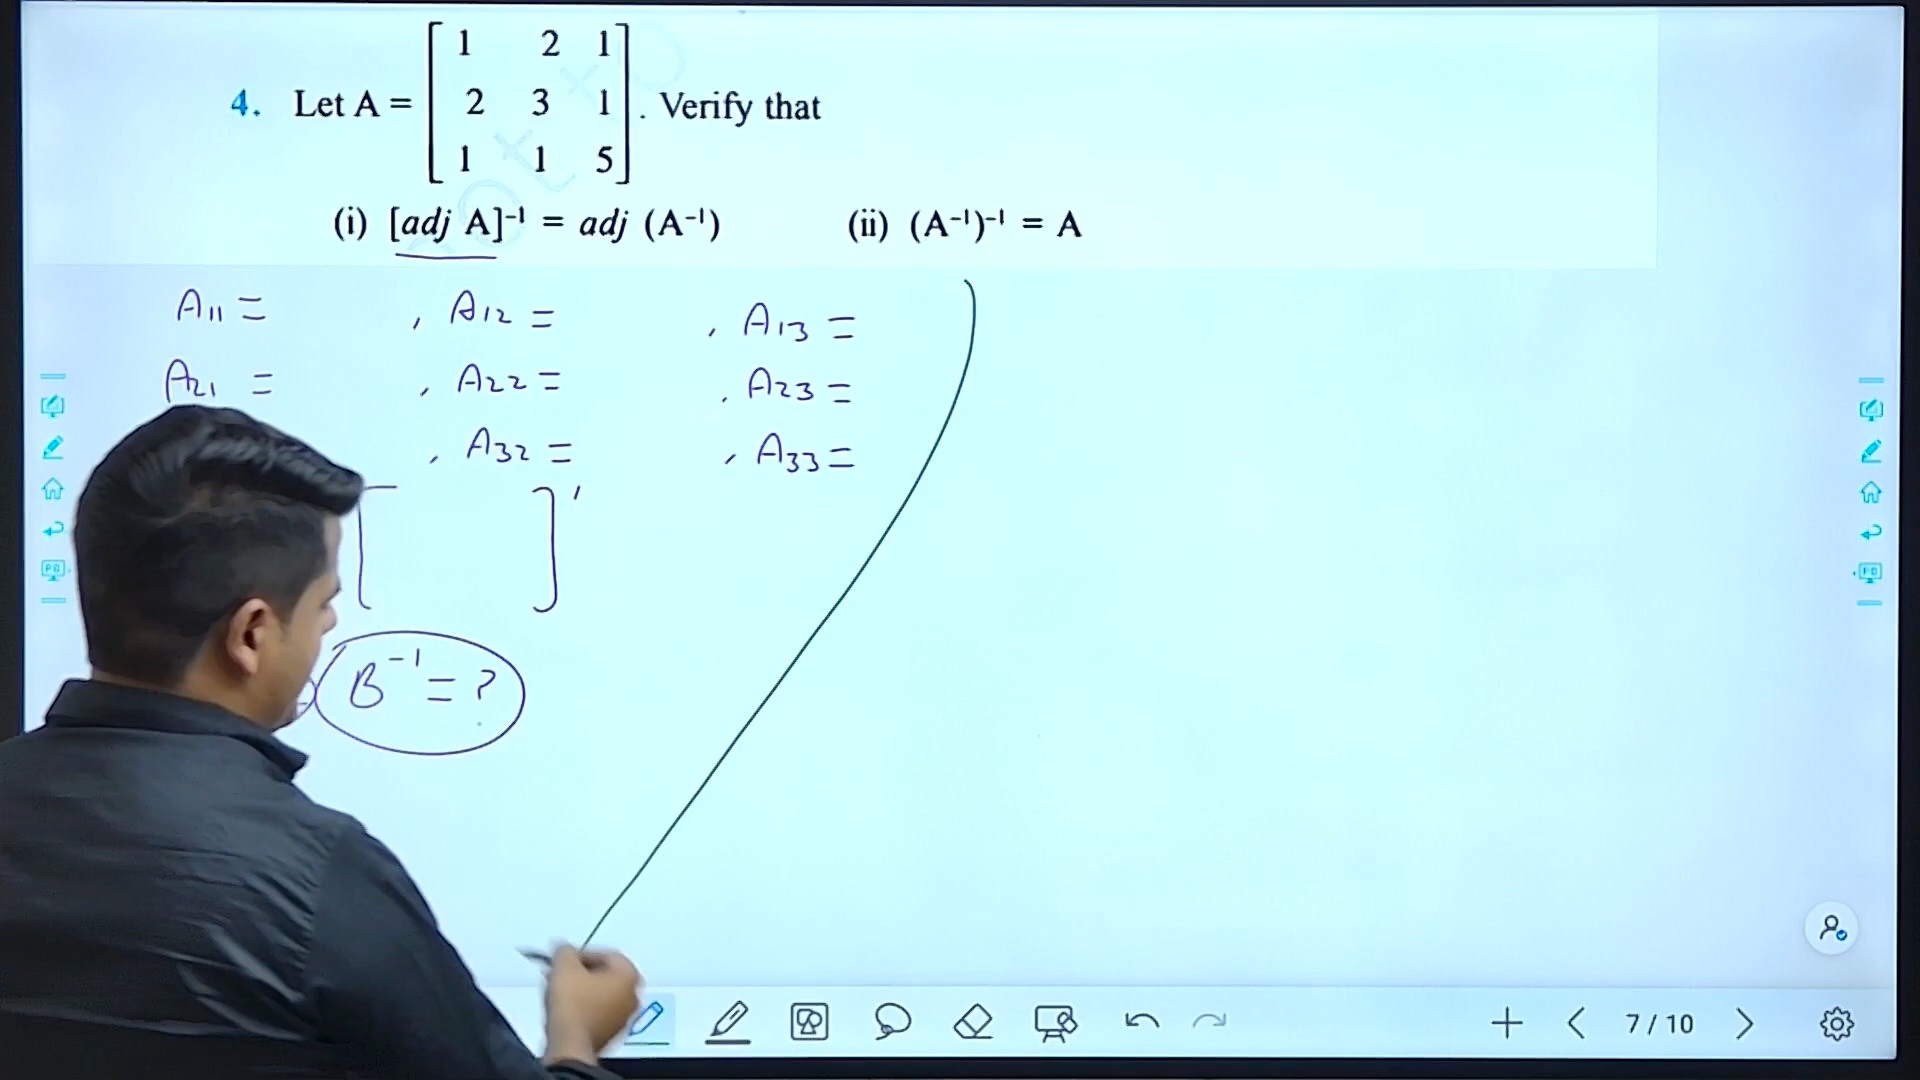 4. Let A = [1 2 1
2 3 1
1 1 5]. Verify that
(i) [adj A]⁻¹ = adj (A⁻¹) (ii) (A⁻¹)⁻¹ = A
A₁₁ = , A₁₂ = , A₁₃ =
A₂₁ = , A₂₂ = , A₂₃ =
, A₃₂ = , A₃₃ =
[ ]'
B⁻¹ = ?
7 / 10